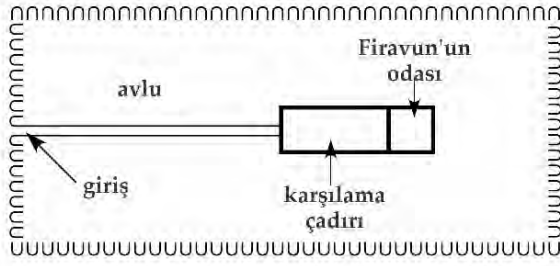 Firavun'un
odası
avlu
giriş
karşılama
çadırı